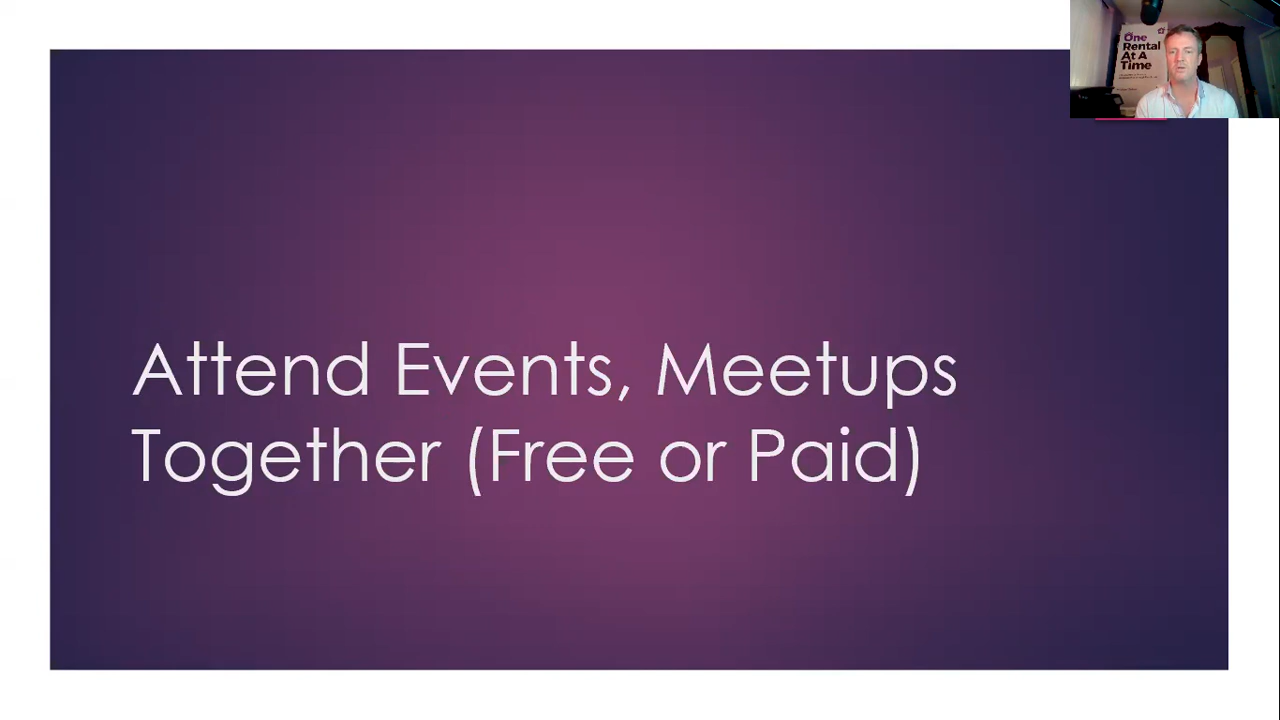 One
Rental
At A
Time
Attend Events, Meetups
Together (Free or Paid)